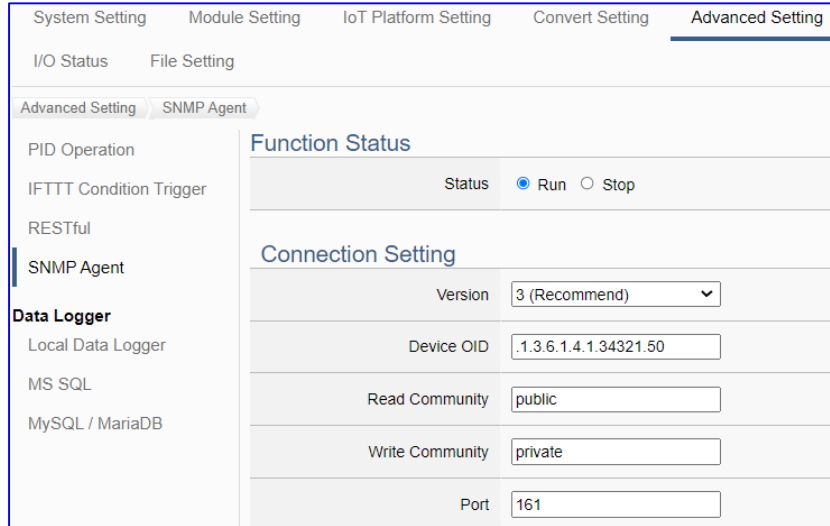 System Setting Module Setting IoT Platform Setting Convert Setting Advanced Setting
I/O Status File Setting
Advanced Setting SNMP Agent
PID Operation
IFTTT Condition Trigger
RESTful
SNMP Agent
Data Logger
Local Data Logger
MS SQL
MySQL / MariaDB
Function Status
Status Run Stop
Connection Setting
Version 3 (Recommend)
Device OID .1.3.6.1.4.1.34321.50
Read Community public
Write Community private
Port 161